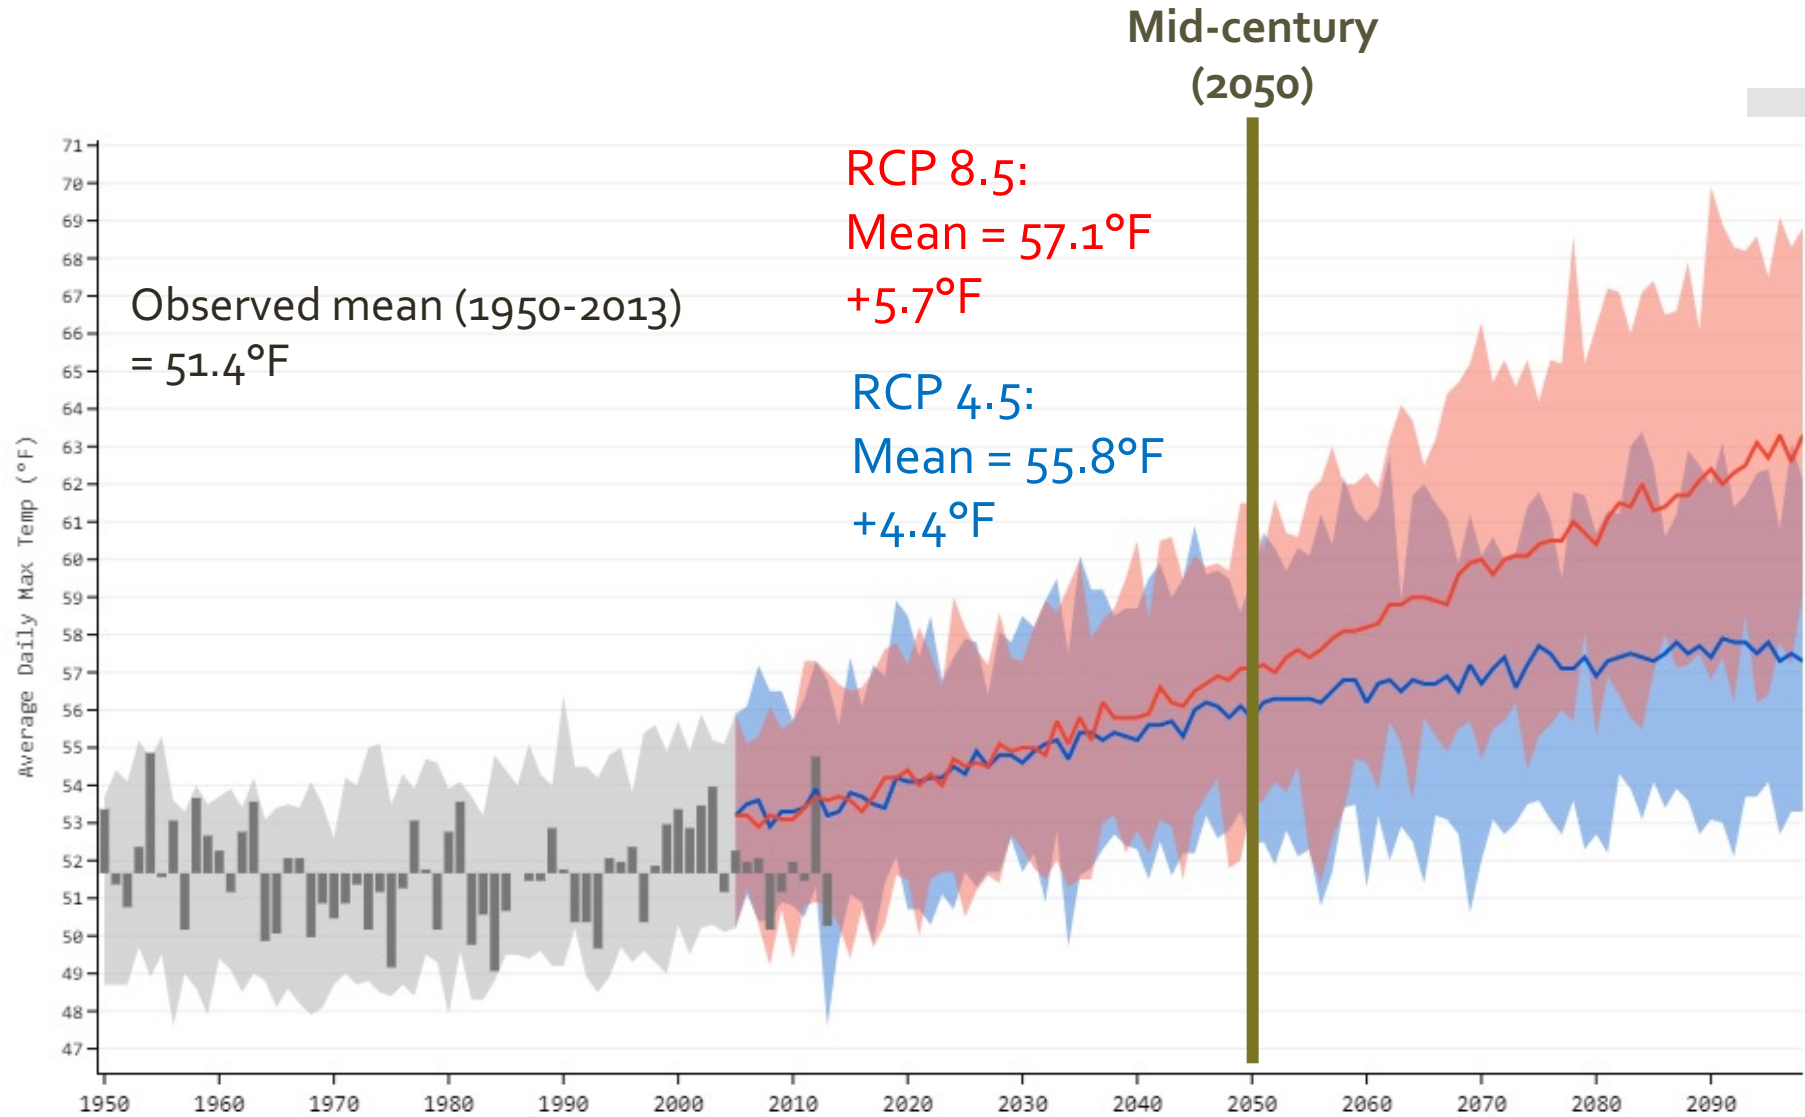 Mid-century
(2050)
RCP 8.5:
Mean = 57.1°F
+5.7°F
Observed mean (1950-2013)
= 51.4°F
RCP 4.5:
Mean = 55.8°F
+4.4°F
Average Daily Max Temp (°F)
71
70
69
68
67
66
65
64
63
62
61
60
59
58
57
56
55
54
53
52
51
50
49
48
47
1950 1960 1970 1980 1990 2000 2010 2020 2030 2040 2050 2060 2070 2080 2090